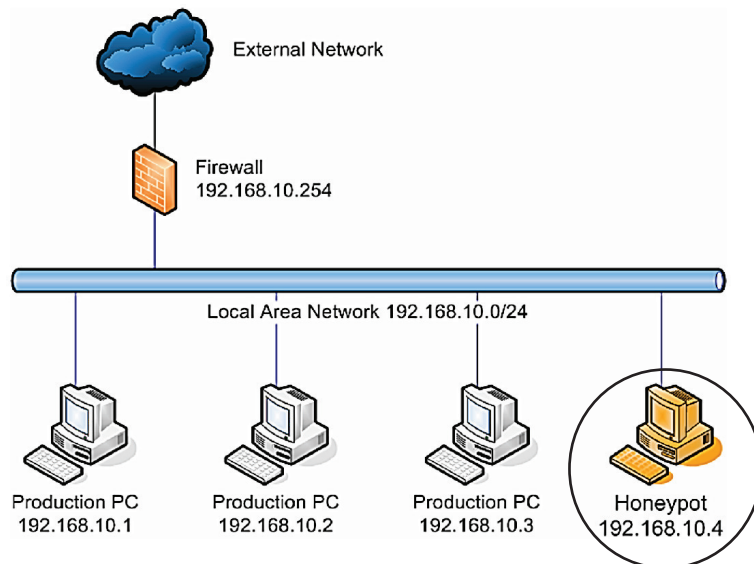 External Network
Firewall
192.168.10.254
Local Area Network 192.168.10.0/24
Production PC
192.168.10.1
Production PC
192.168.10.2
Production PC
192.168.10.3
Honeypot
192.168.10.4